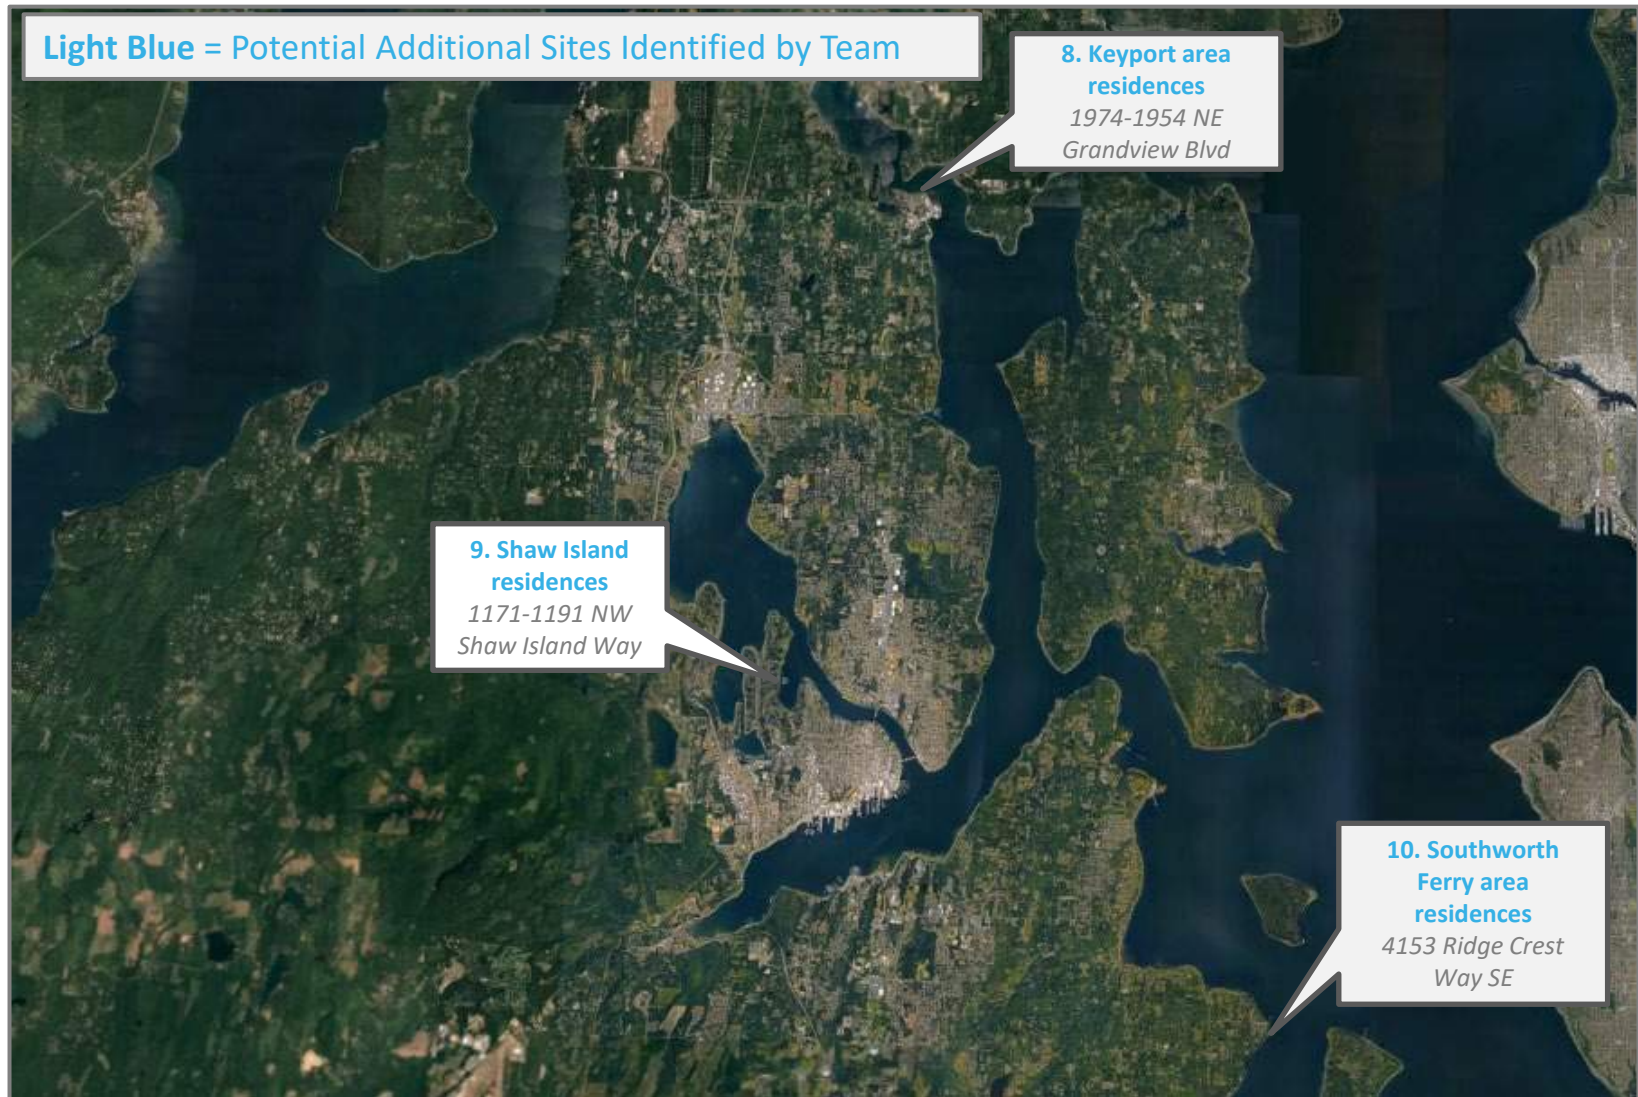 Light Blue = Potential Additional Sites Identified by Team
8. Keyport area
residences
1974-1954 NE
Grandview Blvd
9. Shaw Island
residences
1171-1191 NW
Shaw Island Way
10. Southworth
Ferry area
residences
4153 Ridge Crest
Way SE